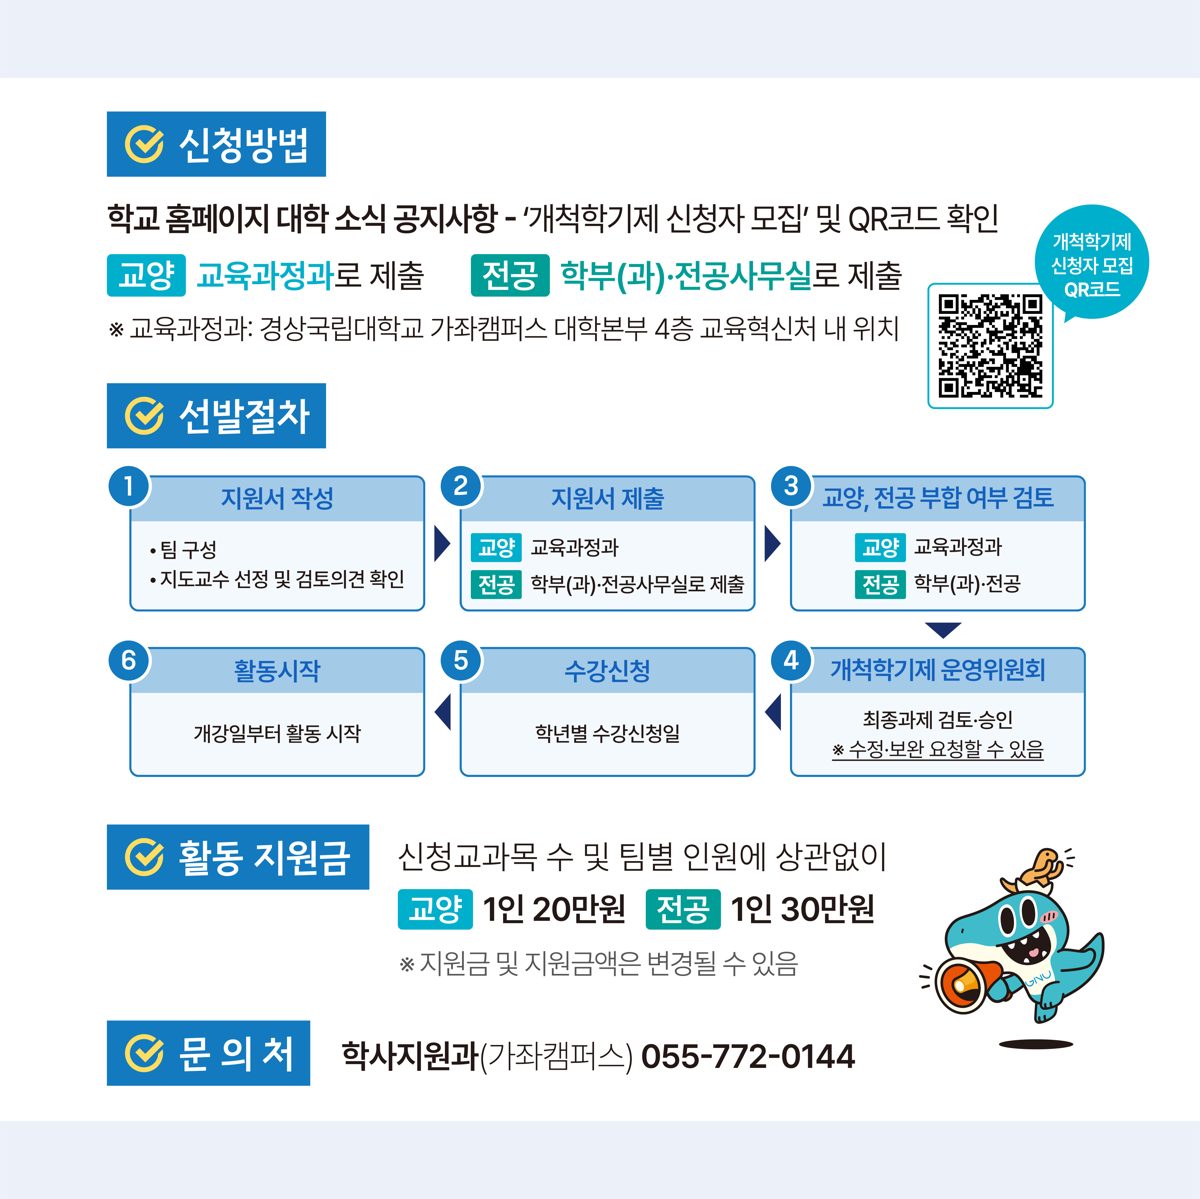 신청방법
학교 홈페이지 대학 소식 공지사항 - ‘개척학기제 신청자 모집’ 및 QR코드 확인
교양 교육과정과로 제출 전공 학부(과)·전공사무실로 제출
※ 교육과정과: 경상국립대학교 가좌캠퍼스 대학본부 4층 교육혁신처 내 위치
개척학기제
신청자 모집
QR코드
선발절차
1 지원서 작성
• 팀 구성
• 지도교수 선정 및 검토의견 확인
2 지원서 제출
교양 교육과정과
전공 학부(과)·전공사무실로 제출
3 교양, 전공 부합 여부 검토
교양 교육과정과
전공 학부(과)·전공
4 개척학기제 운영위원회
최종과제 검토·승인
※ 수정·보완 요청할 수 있음
5 수강신청
학년별 수강신청일
6 활동시작
개강일부터 활동 시작
활동 지원금
신청교과목 수 및 팀별 인원에 상관없이
교양 1인 20만원 전공 1인 30만원
※ 지원금 및 지원금액은 변경될 수 있음
GNU
문 의 처
학사지원과(가좌캠퍼스) 055-772-0144